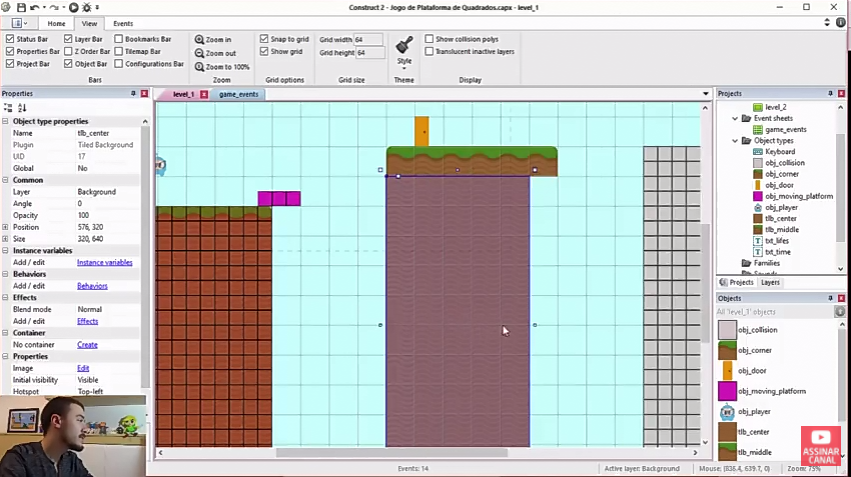 Construct 2 - Jogo de Plataforma de Quadrados.capx - level_1
Home View Events
Status Bar Layer Bar Bookmarks Bar
Properties Bar Z Order Bar Tilemap Bar
Project Bar Object Bar Configurations Bar
Bars
Zoom in
Zoom out
Zoom to 100%
Zoom
Snap to grid
Show grid
Grid options
Grid width 64
Grid height 64
Grid size
Style
Theme
Show collision polys
Translucent inactive layers
Display
Properties
level_1 game_events
Object type properties
Name tlb_center
Plugin Tiled Background
UID 17
Global No
Common
Layer Background
Angle 0
Opacity 100
Position 576, 320
Size 320, 640
Instance variables
Add / edit Instance variables
Behaviors
Add / edit Behaviors
Effects
Blend mode Normal
Add / edit Effects
Container
No container Create
Properties
Image Edit
Initial visibility Visible
Hotspot Top-left
Projects
level_2
Event sheets
game_events
Object types
Keyboard
obj_collision
obj_corner
obj_door
obj_moving_platform
obj_player
tlb_center
tlb_middle
txt_lifes
txt_time
Families
Sounds
Projects Layers
Objects
All 'level_1' objects
obj_collision
obj_corner
obj_door
obj_moving_platform
obj_player
tlb_center
tlb_middle
ASSINAR
CANAL
Events: 14
Active layer: Background
Mouse: (836.4, 639.7, 0)
Zoom: 75%